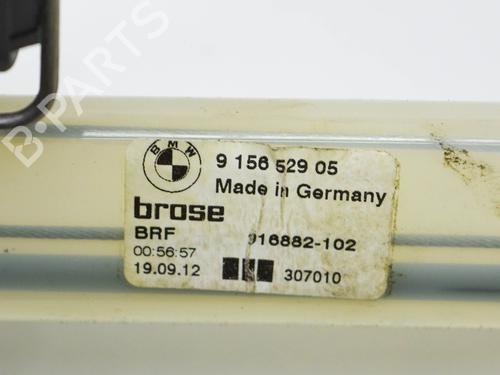 B-PARTS
BMW
9 156 529 05
Made in Germany
brose
BRF 916882-102
00:56:57
19.09.12 307010